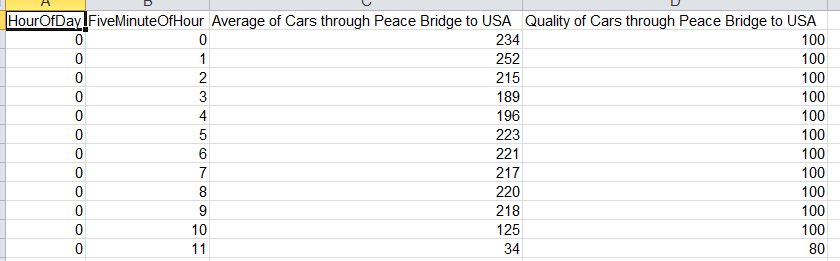 A B C D
HourOfDay FiveMinuteOfHour Average of Cars through Peace Bridge to USA Quality of Cars through Peace Bridge to USA
0 0 234 100
0 1 252 100
0 2 215 100
0 3 189 100
0 4 196 100
0 5 223 100
0 6 221 100
0 7 217 100
0 8 220 100
0 9 218 100
0 10 125 100
0 11 34 80